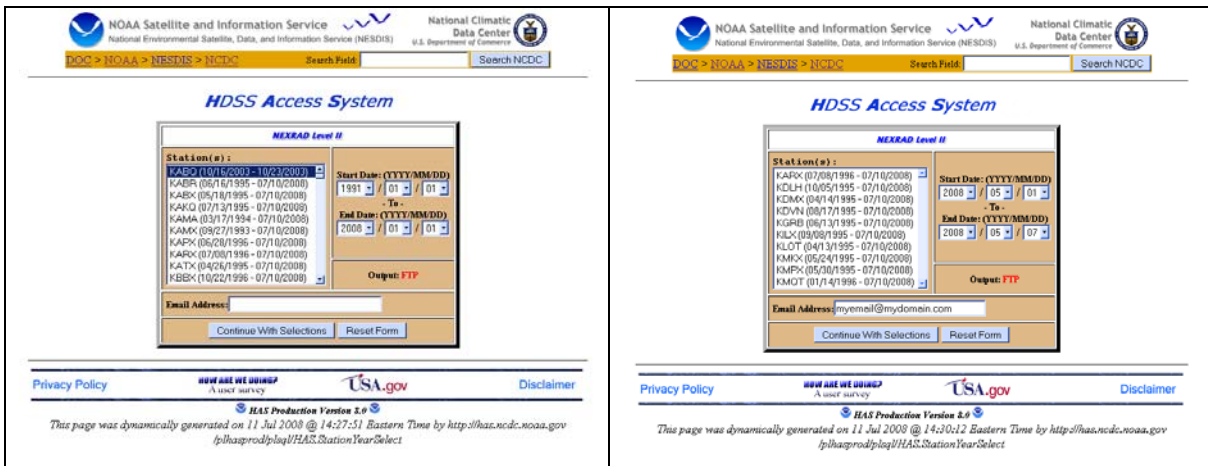 NOAA Satellite and Information Service
National Environmental Satellite, Data, and Information Service (NESDIS)
National Climatic
Data Center
U.S. Department of Commerce
DOC > NOAA > NESDIS > NCDC Search Field: Search NCDC
HDSS Access System
NEXRAD Level II
Station(s):
KABQ (10/16/2003 - 10/23/2003)
KABR (06/16/1995 - 07/10/2008)
KABX (05/18/1995 - 07/10/2008)
KAKQ (07/13/1995 - 07/10/2008)
KAMA (03/17/1994 - 07/10/2008)
KAMX (09/27/1993 - 07/10/2008)
KAPX (06/28/1996 - 07/10/2008)
KARX (07/08/1996 - 07/10/2008)
KATX (04/26/1995 - 07/10/2008)
KBBX (10/22/1996 - 07/10/2008)
Start Date: (YYYY/MM/DD)
1991 / 01 / 01
- To -
End Date: (YYYY/MM/DD)
2008 / 01 / 01
Output: FTP
Email Address:
Continue With Selections Reset Form
Privacy Policy
HOW ARE WE DOING?
A user survey
USA.gov
Disclaimer
HAS Production Version 8.0
This page was dynamically generated on 11 Jul 2008 @ 14:27:51 Eastern Time by http://has.ncdc.noaa.gov
/plhasprod/plsql/HAS.StationYearSelect
NOAA Satellite and Information Service
National Environmental Satellite, Data, and Information Service (NESDIS)
National Climatic
Data Center
U.S. Department of Commerce
DOC > NOAA > NESDIS > NCDC Search Field: Search NCDC
HDSS Access System
NEXRAD Level II
Station(s):
KARX (07/08/1996 - 07/10/2008)
KDLH (10/05/1995 - 07/10/2008)
KDMX (04/14/1995 - 07/10/2008)
KDVN (08/17/1995 - 07/10/2008)
KGRB (06/13/1995 - 07/10/2008)
KILX (09/08/1995 - 07/10/2008)
KLOT (04/13/1995 - 07/10/2008)
KMKX (05/24/1995 - 07/10/2008)
KMPX (05/30/1995 - 07/10/2008)
KMQT (01/14/1996 - 07/10/2008)
Start Date: (YYYY/MM/DD)
2008 / 05 / 01
- To -
End Date: (YYYY/MM/DD)
2008 / 05 / 07
Output: FTP
Email Address: myemail@mydomain.com
Continue With Selections Reset Form
Privacy Policy
HOW ARE WE DOING?
A user survey
USA.gov
Disclaimer
HAS Production Version 8.0
This page was dynamically generated on 11 Jul 2008 @ 14:30:12 Eastern Time by http://has.ncdc.noaa.gov
/plhasprod/plsql/HAS.StationYearSelect